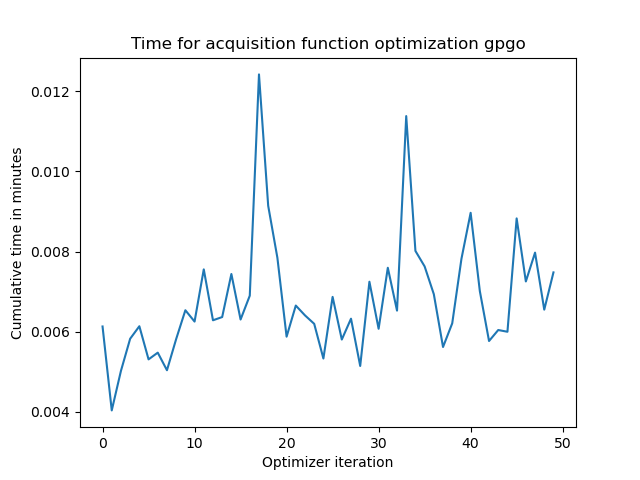 Time for acquisition function optimization gpgo
0.012
0.010
0.008
0.006
0.004
Cumulative time in minutes
0 10 20 30 40 50
Optimizer iteration